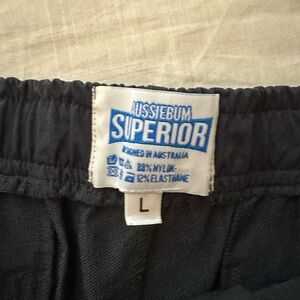 AUSSIEBUM
SUPERIOR
DESIGNED IN AUSTRALIA
88% NYLON
12% ELASTHANE
L